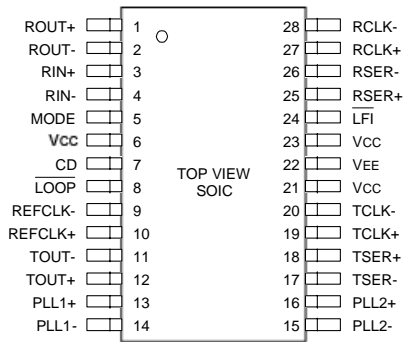 ROUT+ 1 28 RCLK-
ROUT- 2 27 RCLK+
RIN+ 3 26 RSER-
RIN- 4 25 RSER+
MODE 5 24 LFI
VCC 6 23 VCC
CD 7 22 VEE
LOOP 8 21 VCC
REFCLK- 9 20 TCLK-
REFCLK+ 10 19 TCLK+
TOUT- 11 18 TSER+
TOUT+ 12 17 TSER-
PLL1+ 13 16 PLL2+
PLL1- 14 15 PLL2-
TOP VIEW
SOIC